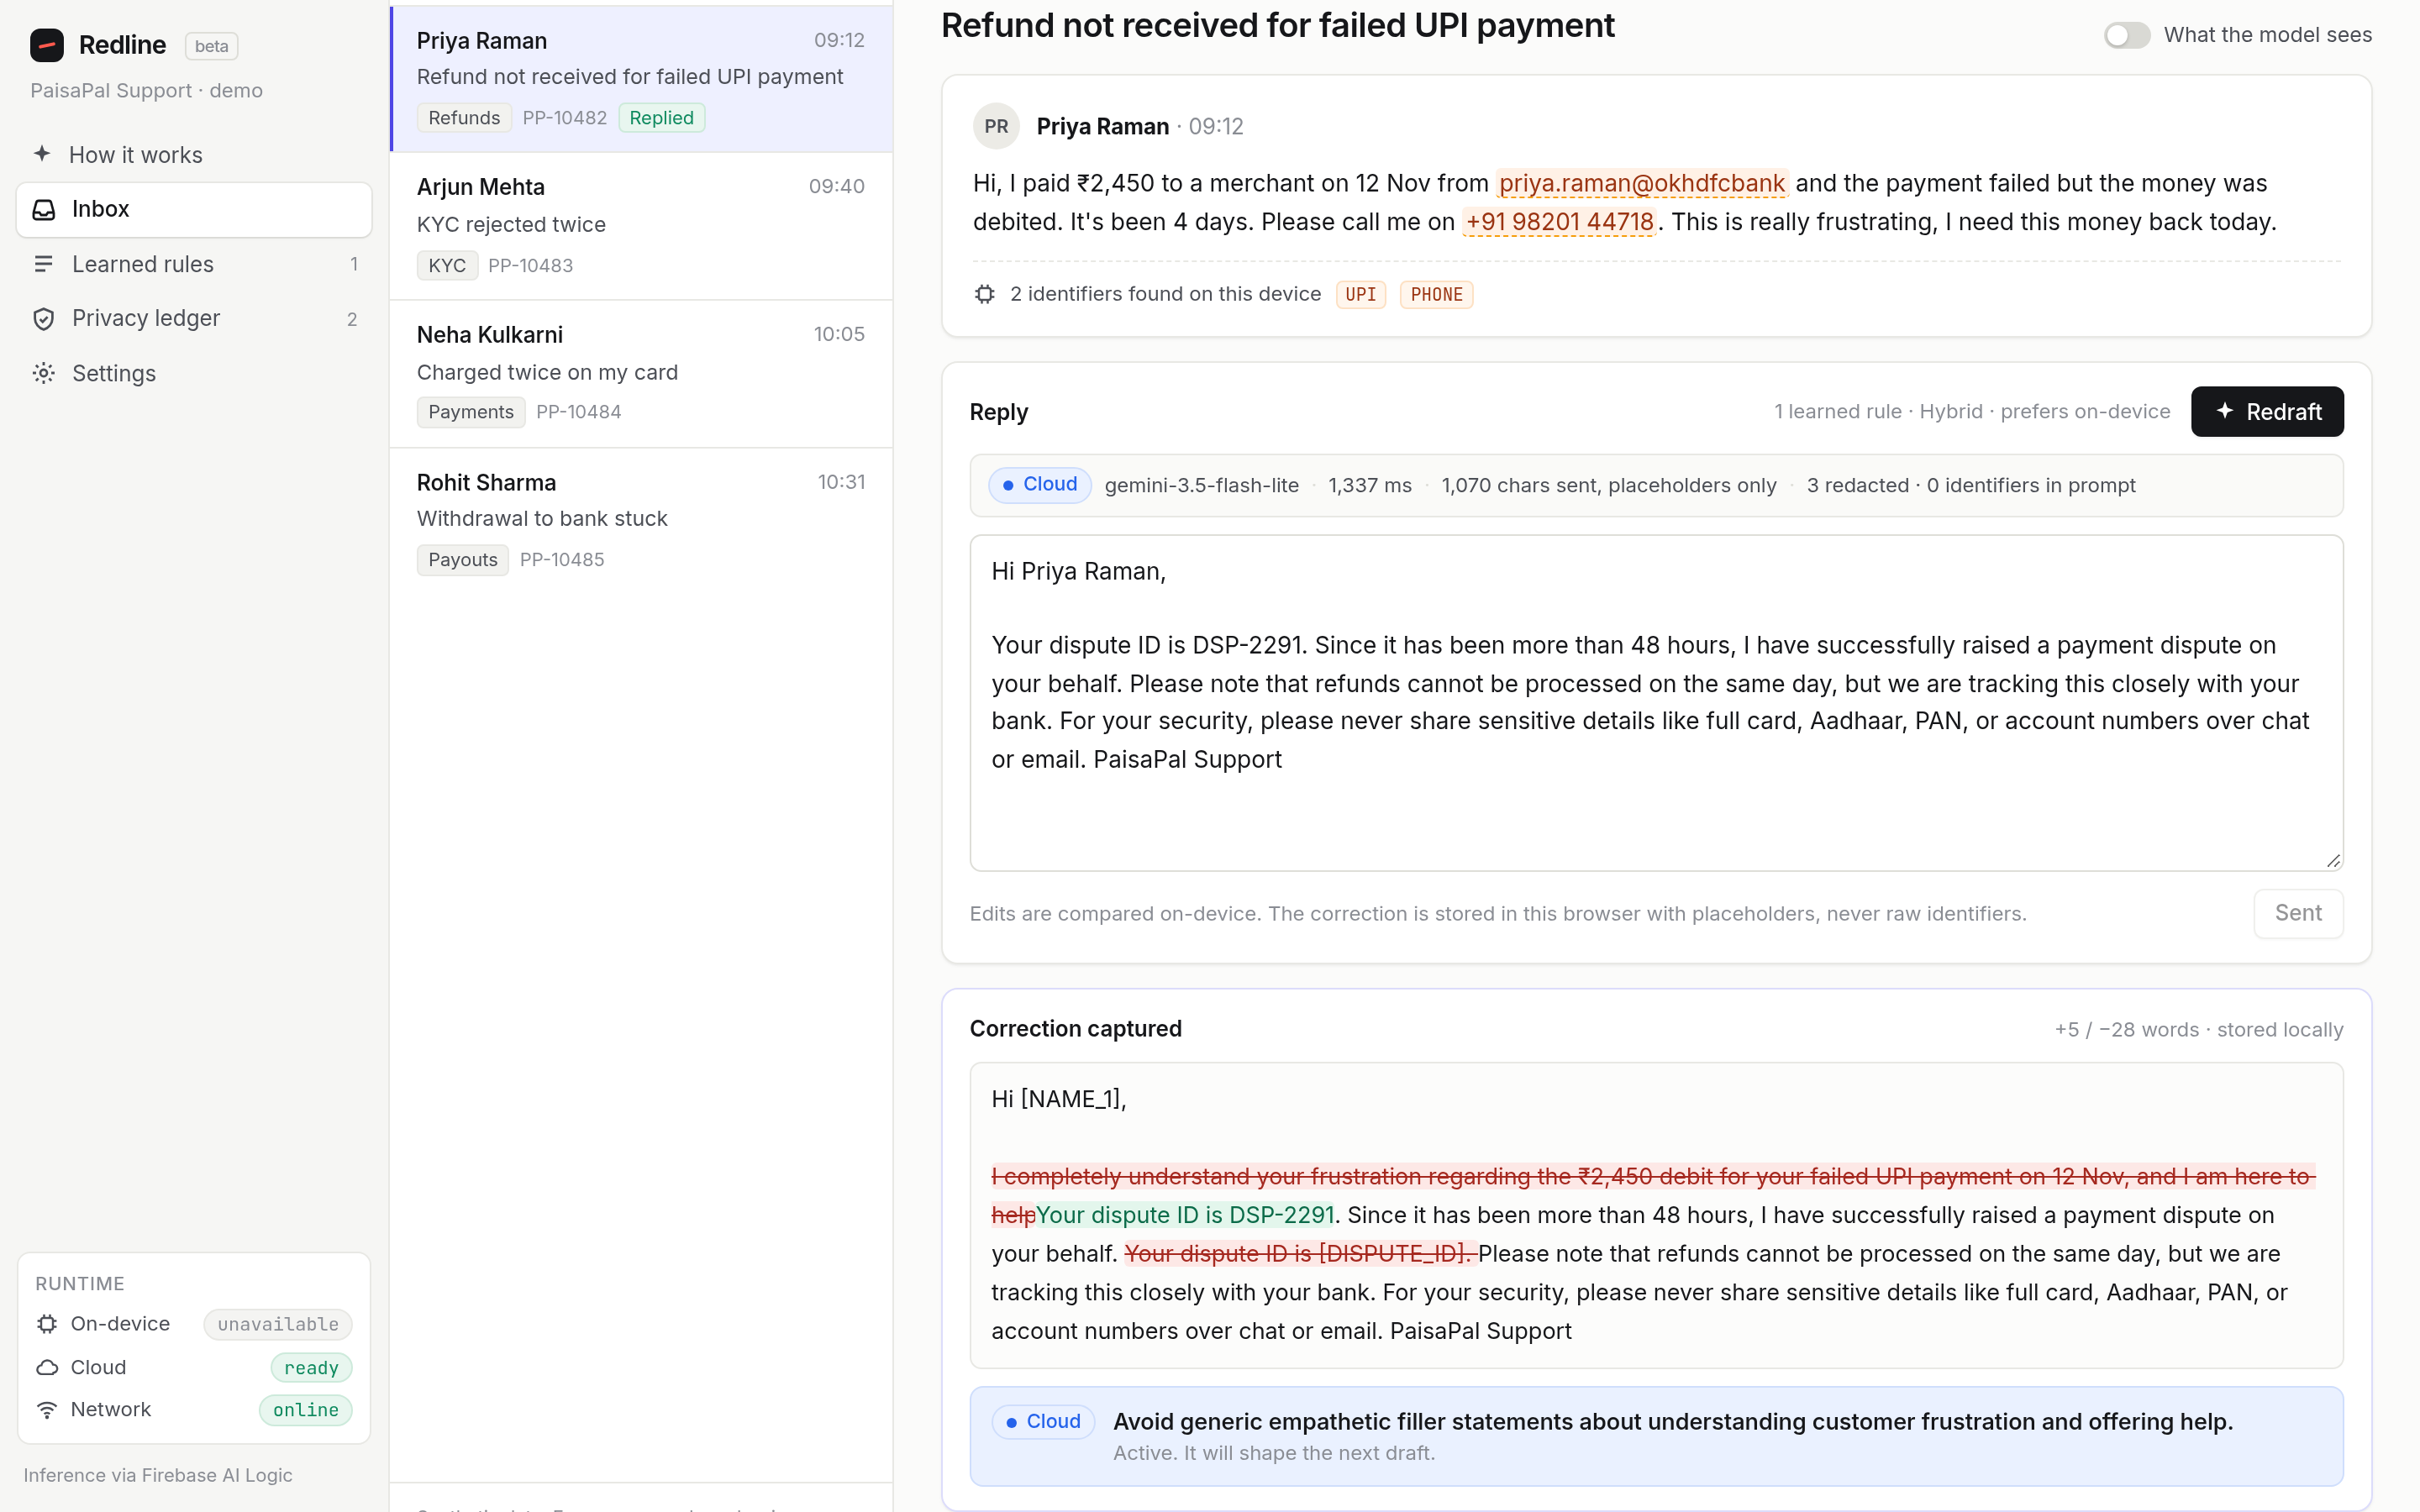 Redline beta
PaisaPal Support · demo
How it works
Inbox
Learned rules 1
Privacy ledger 2
Settings
RUNTIME
On-device unavailable
Cloud ready
Network online
Inference via Firebase AI Logic
Priya Raman 09:12
Refund not received for failed UPI payment
Refunds PP-10482 Replied
Arjun Mehta 09:40
KYC rejected twice
KYC PP-10483
Neha Kulkarni 10:05
Charged twice on my card
Payments PP-10484
Rohit Sharma 10:31
Withdrawal to bank stuck
Payouts PP-10485
Refund not received for failed UPI payment
What the model sees
PR Priya Raman · 09:12
Hi, I paid ₹2,450 to a merchant on 12 Nov from priya.raman@okhdfcbank and the payment failed but the money was
debited. It's been 4 days. Please call me on +91 98201 44718. This is really frustrating, I need this money back today.
2 identifiers found on this device UPI PHONE
Reply 1 learned rule · Hybrid · prefers on-device Redraft
Cloud gemini-3.5-flash-lite · 1,337 ms · 1,070 chars sent, placeholders only · 3 redacted · 0 identifiers in prompt
Hi Priya Raman,
Your dispute ID is DSP-2291. Since it has been more than 48 hours, I have successfully raised a payment dispute on
your behalf. Please note that refunds cannot be processed on the same day, but we are tracking this closely with your
bank. For your security, please never share sensitive details like full card, Aadhaar, PAN, or account numbers over chat
or email. PaisaPal Support
Edits are compared on-device. The correction is stored in this browser with placeholders, never raw identifiers. Sent
Correction captured +5 / −28 words · stored locally
Hi [NAME_1],
I completely understand your frustration regarding the ₹2,450 debit for your failed UPI payment on 12 Nov, and I am here to
helpYour dispute ID is DSP-2291. Since it has been more than 48 hours, I have successfully raised a payment dispute on
your behalf. Your dispute ID is [DISPUTE_ID]. Please note that refunds cannot be processed on the same day, but we are
tracking this closely with your bank. For your security, please never share sensitive details like full card, Aadhaar, PAN, or
account numbers over chat or email. PaisaPal Support
Cloud Avoid generic empathetic filler statements about understanding customer frustration and offering help.
Active. It will shape the next draft.